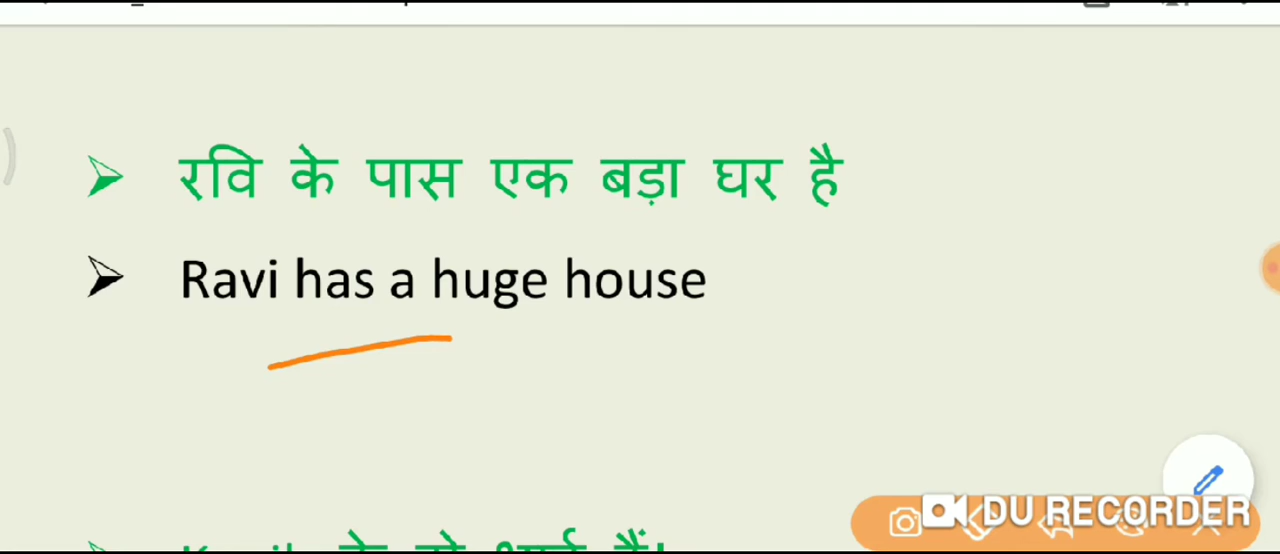 रवि के पास एक बड़ा घर है
Ravi has a huge house
DU RECORDER